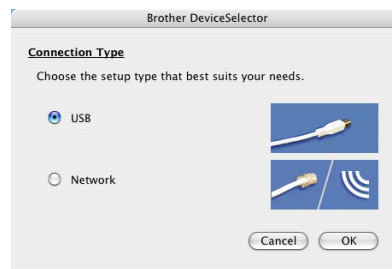 Brother DeviceSelector
Connection Type
Choose the setup type that best suits your needs.
USB
Network
Cancel OK